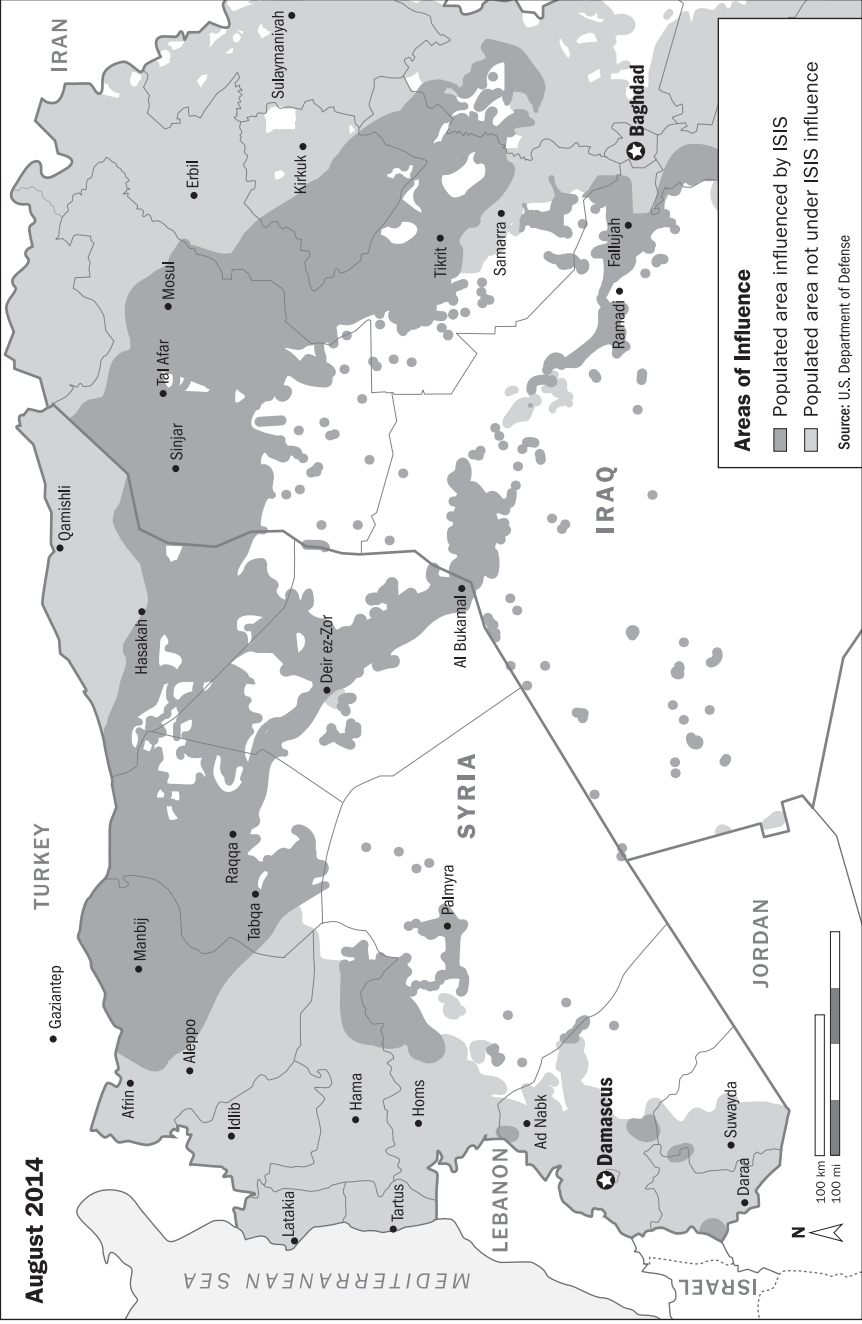 August 2014
TURKEY
IRAN
Gaziantep
Qamishli
Afrin
Manbij
Hasakah
Sinjar
Tal Afar
Mosul
Erbil
Sulaymaniyah
Aleppo
Idlib
Raqqa
Tabqa
Kirkuk
Latakia
Hama
Deir ez-Zor
Tartus
Homs
Palmyra
SYRIA
Al Bukamal
Tikrit
Samarra
MEDITERRANEAN SEA
LEBANON
Ad Nabk
Damascus
IRAQ
Ramadi
Fallujah
Baghdad
ISRAEL
Daraa
Suwayda
JORDAN
N
100 km
100 mi
Areas of Influence
Populated area influenced by ISIS
Populated area not under ISIS influence
Source: U.S. Department of Defense